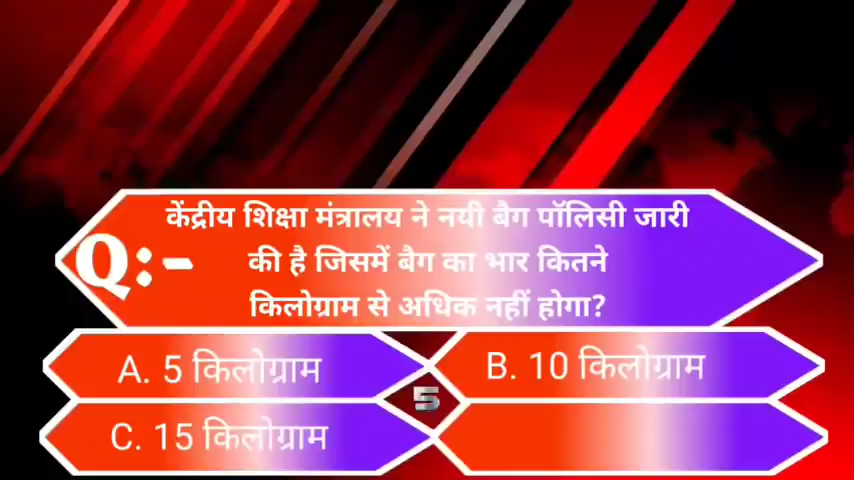 केंद्रीय शिक्षा मंत्रालय ने नयी बैग पॉलिसी जारी
Q:- की है जिसमें बैग का भार कितने
किलोग्राम से अधिक नहीं होगा?
A. 5 किलोग्राम
B. 10 किलोग्राम
5
C. 15 किलोग्राम